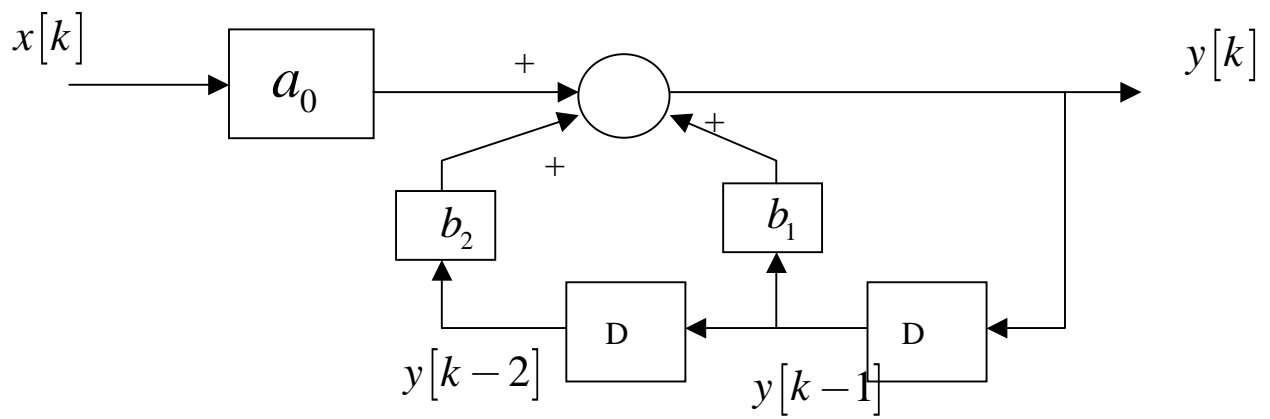 x[k]
y[k]
+
a₀
+
+
b₂
b₁
D
D
y[k − 2]
y[k − 1]